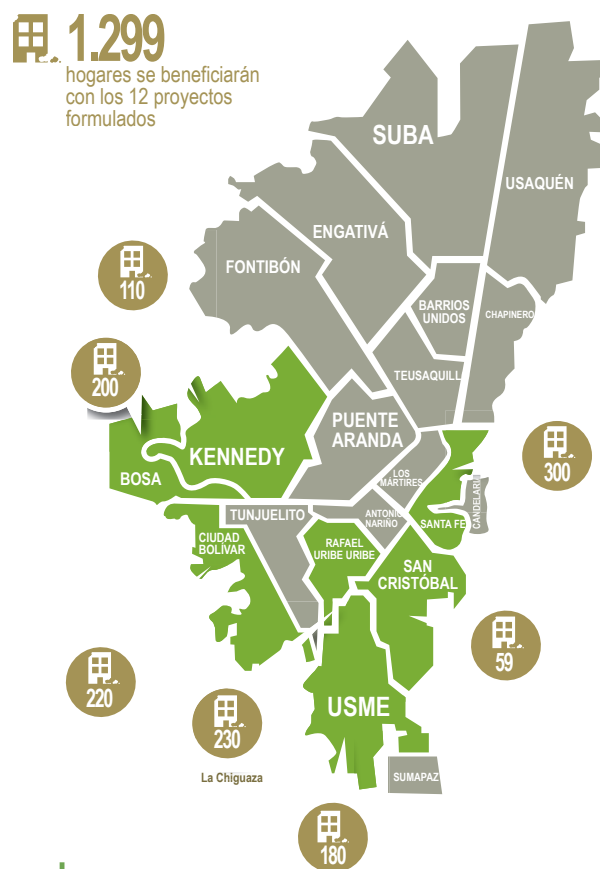 1.299
hogares se beneficiarán
con los 12 proyectos
formulados
SUBA
USAQUÉN
ENGATIVÁ
FONTIBÓN
110
BARRIOS
UNIDOS
CHAPINERO
200
TEUSAQUILL
PUENTE
ARANDA
KENNEDY
BOSA
300
LOS
MÁRTIRES
CANDELARIA
TUNJUELITO
ANTONIO
NARIÑO
SANTA FE
CIUDAD
BOLÍVAR
RAFAEL
URIBE URIBE
SAN
CRISTÓBAL
59
220
USME
230
La Chiguaza
SUMAPAZ
180